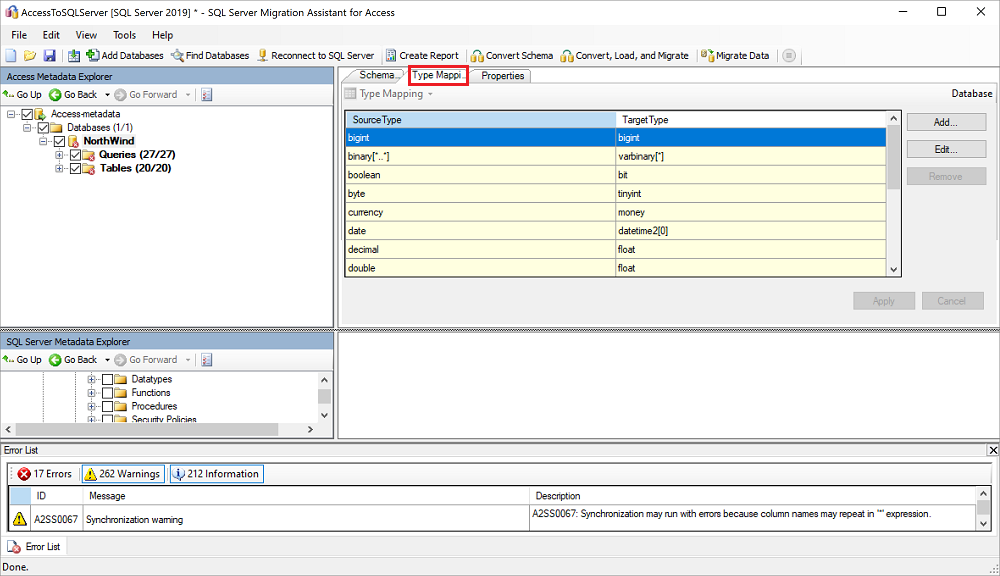 AccessToSQLServer [SQL Server 2019] * - SQL Server Migration Assistant for Access
File Edit View Tools Help
Add Databases Find Databases Reconnect to SQL Server Create Report Convert Schema Convert, Load, and Migrate Migrate Data
Access Metadata Explorer
Go Up Go Back Go Forward
Access-metadata
Databases (1/1)
NorthWind
Queries (27/27)
Tables (20/20)
Schema Type Mappi... Properties
Type Mapping Database
SourceType TargetType
bigint bigint
binary[*..*] varbinary[*]
boolean bit
byte tinyint
currency money
date datetime2[0]
decimal float
double float
Add...
Edit...
Remove
Apply Cancel
SQL Server Metadata Explorer
Go Up Go Back Go Forward
Datatypes
Functions
Procedures
Security Policies
Error List
17 Errors 262 Warnings 212 Information
ID Message Description
A2SS0067 Synchronization warning A2SS0067: Synchronization may run with errors because column names may repeat in '*' expression.
Error List
Done.